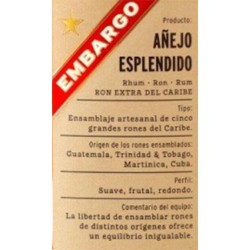 EMBARGO
Producto:
AÑEJO
ESPLENDIDO
Rhum - Ron - Rum
RON EXTRA DEL CARIBE
Tipo:
Ensamblaje artesanal de cinco
grandes rones del Caribe.
Origen de los rones ensamblados:
Guatemala, Trinidad & Tobago,
Martinica, Cuba.
Perfil:
Suave, frutal, redondo.
Comentario del equipo:
La libertad de ensamblar rones
de distintos orígenes ofrece
un equilibrio inigualable.